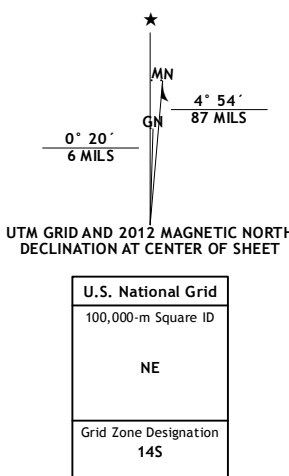 MN
GN
4° 54´
87 MILS
0° 20´
6 MILS
UTM GRID AND 2012 MAGNETIC NORTH
DECLINATION AT CENTER OF SHEET
U.S. National Grid
100,000-m Square ID
NE
Grid Zone Designation
14S